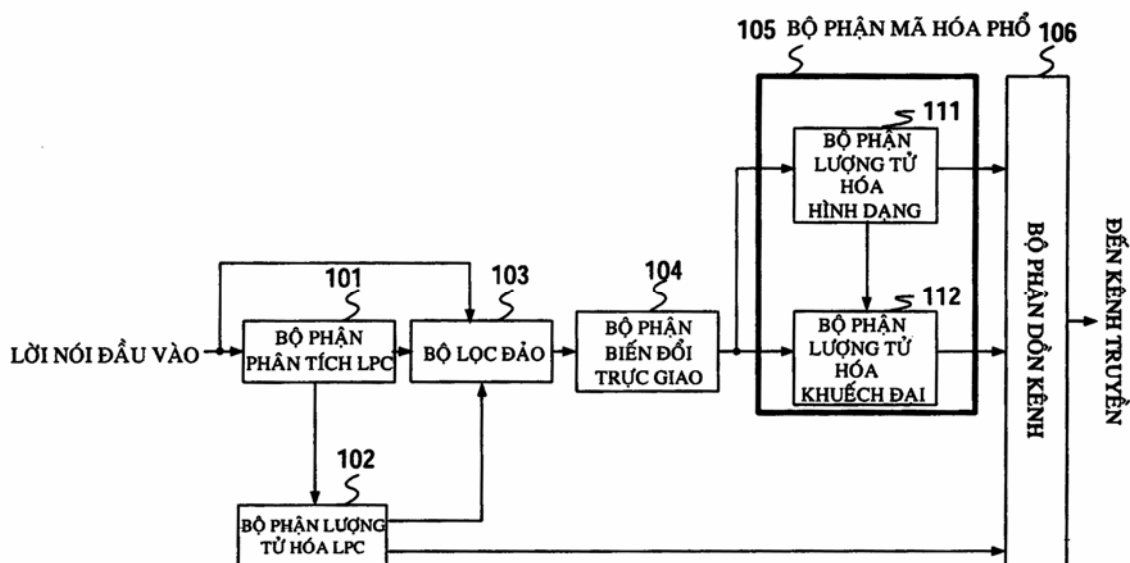 105 BỘ PHẬN MÃ HÓA PHỔ 106
111
BỘ PHẬN
LƯỢNG TỬ
HÓA
HÌNH DẠNG
101
103
104
112
LỜI NÓI ĐẦU VÀO
BỘ PHẬN
PHÂN TÍCH LPC
BỘ LỌC ĐẢO
BỘ PHẬN
BIẾN ĐỔI
TRỰC GIAO
BỘ PHẬN
LƯỢNG TỬ
HÓA
KHUẾCH ĐẠI
BỘ PHẬN DỒN KÊNH
ĐẾN KÊNH TRUYỀN
102
BỘ PHẬN LƯỢNG
TỬ HÓA LPC